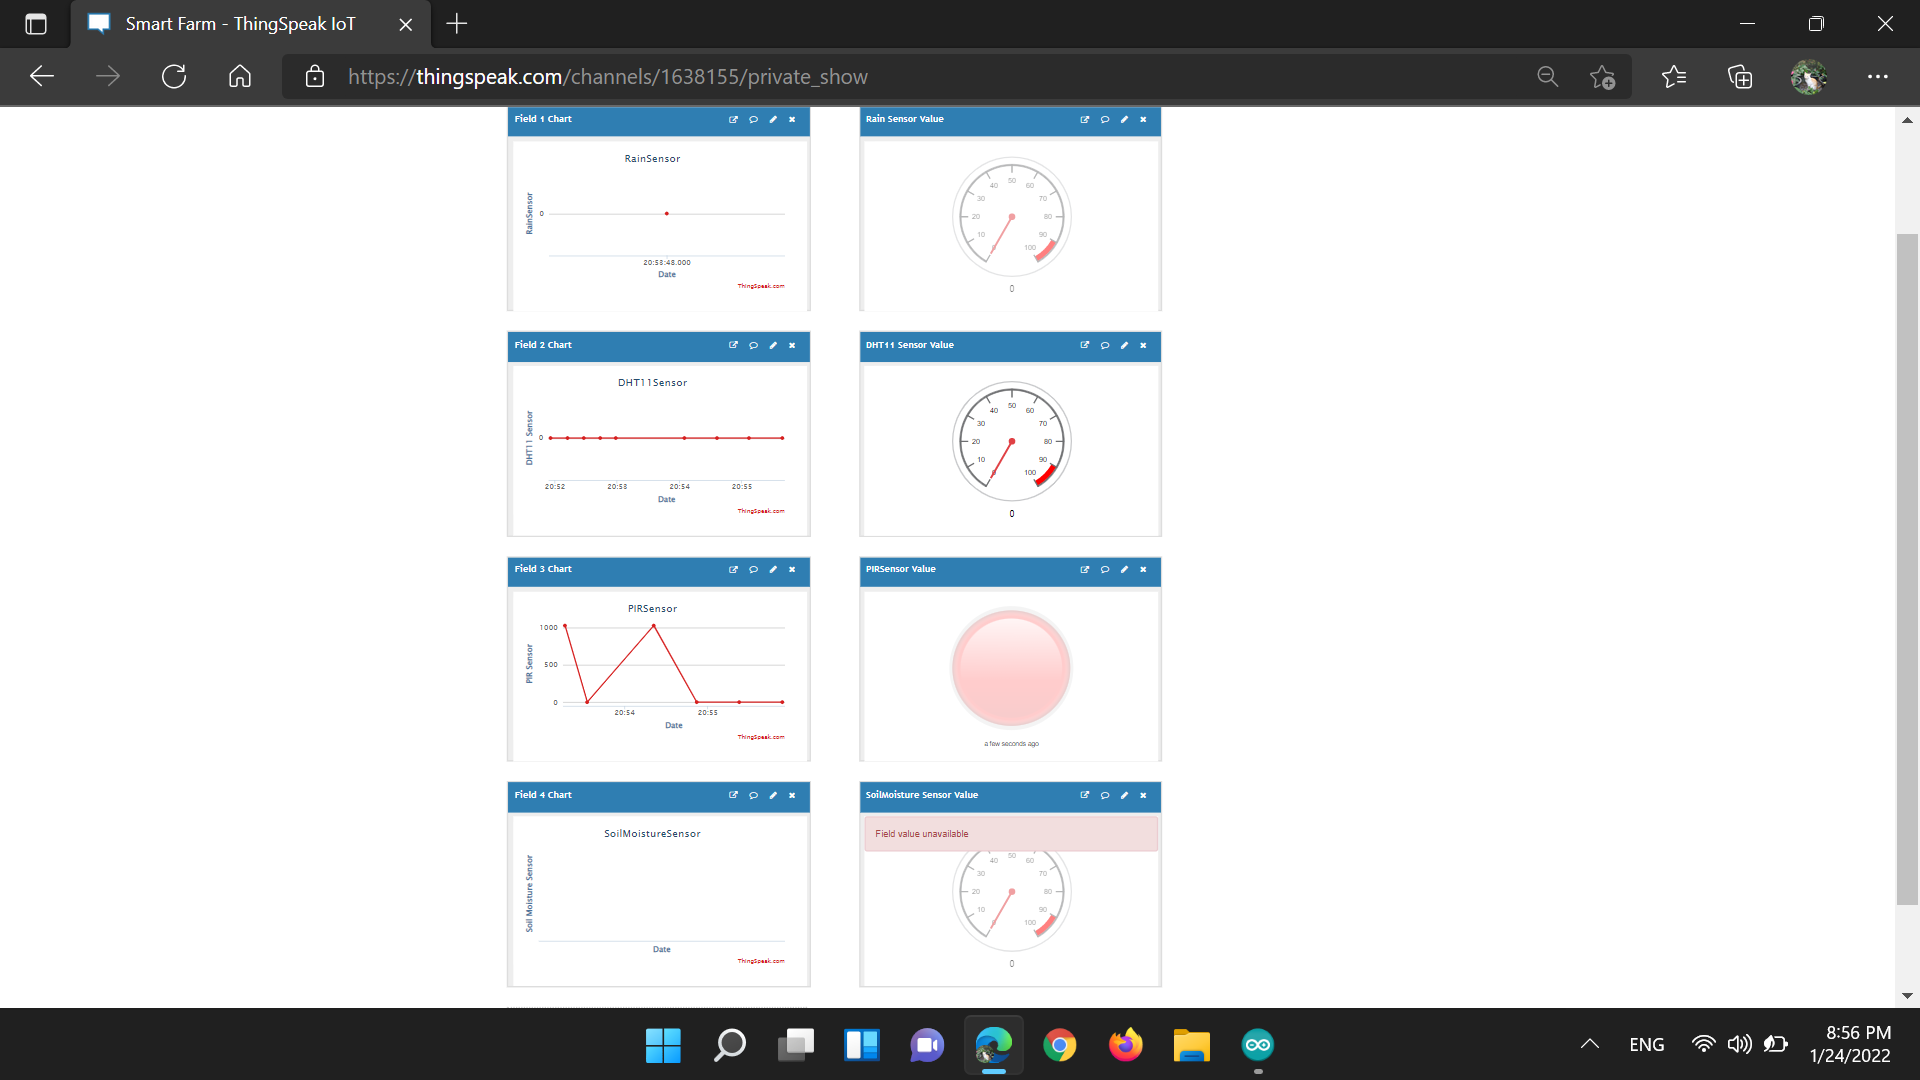 Smart Farm - ThingSpeak IoT
https://thingspeak.com/channels/1638155/private_show
Field 1 Chart
RainSensor
RainSensor
0
20:53:48.000
Date
ThingSpeak.com
Rain Sensor Value
0 10 20 30 40 50 60 70 80 90 100
0
Field 2 Chart
DHT11Sensor
DHT11 Sensor
0
20:52 20:53 20:54 20:55
Date
ThingSpeak.com
DHT11 Sensor Value
0 10 20 30 40 50 60 70 80 90 100
0
Field 3 Chart
PIRSensor
PIR Sensor
1000
500
0
20:54 20:55
Date
ThingSpeak.com
PIRSensor Value
a few seconds ago
Field 4 Chart
SoilMoistureSensor
Soil Moisture Sensor
Date
ThingSpeak.com
SoilMoisture Sensor Value
Field value unavailable
0 10 20 30 40 50 60 70 80 90 100
0
ENG
8:56 PM
1/24/2022